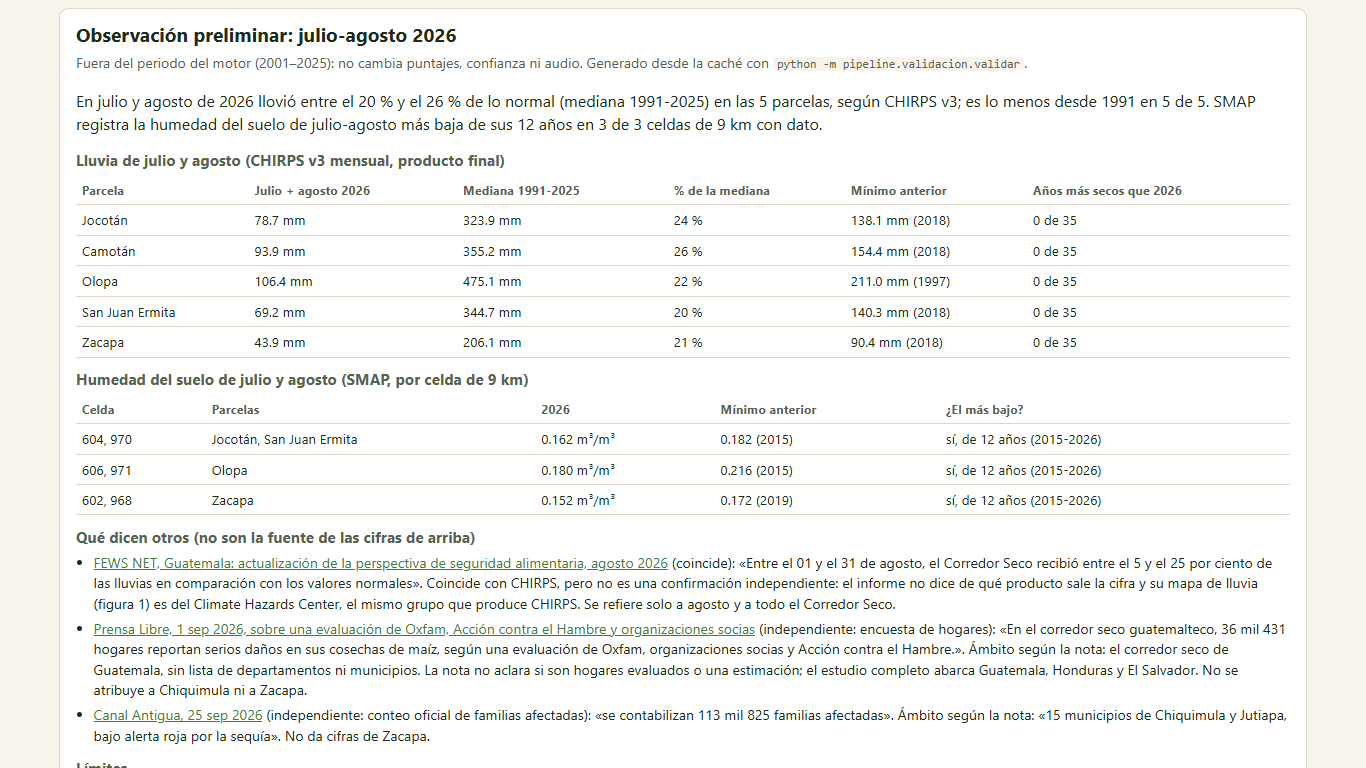 Observación preliminar: julio-agosto 2026
Fuera del periodo del motor (2001–2025): no cambia puntajes, confianza ni audio. Generado desde la caché con python -m pipeline.validacion.validar.
En julio y agosto de 2026 llovió entre el 20 % y el 26 % de lo normal (mediana 1991-2025) en las 5 parcelas, según CHIRPS v3; es lo menos desde 1991 en 5 de 5. SMAP
registra la humedad del suelo de julio-agosto más baja de sus 12 años en 3 de 3 celdas de 9 km con dato.
Lluvia de julio y agosto (CHIRPS v3 mensual, producto final)
Parcela Julio + agosto 2026 Mediana 1991-2025 % de la mediana Mínimo anterior Años más secos que 2026
Jocotán 78.7 mm 323.9 mm 24 % 138.1 mm (2018) 0 de 35
Camotán 93.9 mm 355.2 mm 26 % 154.4 mm (2018) 0 de 35
Olopa 106.4 mm 475.1 mm 22 % 211.0 mm (1997) 0 de 35
San Juan Ermita 69.2 mm 344.7 mm 20 % 140.3 mm (2018) 0 de 35
Zacapa 43.9 mm 206.1 mm 21 % 90.4 mm (2018) 0 de 35
Humedad del suelo de julio y agosto (SMAP, por celda de 9 km)
Celda Parcelas 2026 Mínimo anterior ¿El más bajo?
604, 970 Jocotán, San Juan Ermita 0.162 m³/m³ 0.182 (2015) sí, de 12 años (2015-2026)
606, 971 Olopa 0.180 m³/m³ 0.216 (2015) sí, de 12 años (2015-2026)
602, 968 Zacapa 0.152 m³/m³ 0.172 (2019) sí, de 12 años (2015-2026)
Qué dicen otros (no son la fuente de las cifras de arriba)
• FEWS NET, Guatemala: actualización de la perspectiva de seguridad alimentaria, agosto 2026 (coincide): «Entre el 01 y el 31 de agosto, el Corredor Seco recibió entre el 5 y el 25 por ciento de
las lluvias en comparación con los valores normales». Coincide con CHIRPS, pero no es una confirmación independiente: el informe no dice de qué producto sale la cifra y su mapa de lluvia
(figura 1) es del Climate Hazards Center, el mismo grupo que produce CHIRPS. Se refiere solo a agosto y a todo el Corredor Seco.
• Prensa Libre, 1 sep 2026, sobre una evaluación de Oxfam, Acción contra el Hambre y organizaciones socias (independiente: encuesta de hogares): «En el corredor seco guatemalteco, 36 mil 431
hogares reportan serios daños en sus cosechas de maíz, según una evaluación de Oxfam, organizaciones socias y Acción contra el Hambre.». Ámbito según la nota: el corredor seco de
Guatemala, sin lista de departamentos ni municipios. La nota no aclara si son hogares evaluados o una estimación; el estudio completo abarca Guatemala, Honduras y El Salvador. No se
atribuye a Chiquimula ni a Zacapa.
• Canal Antigua, 25 sep 2026 (independiente: conteo oficial de familias afectadas): «se contabilizan 113 mil 825 familias afectadas». Ámbito según la nota: «15 municipios de Chiquimula y Jutiapa,
bajo alerta roja por la sequía». No da cifras de Zacapa.
Límites